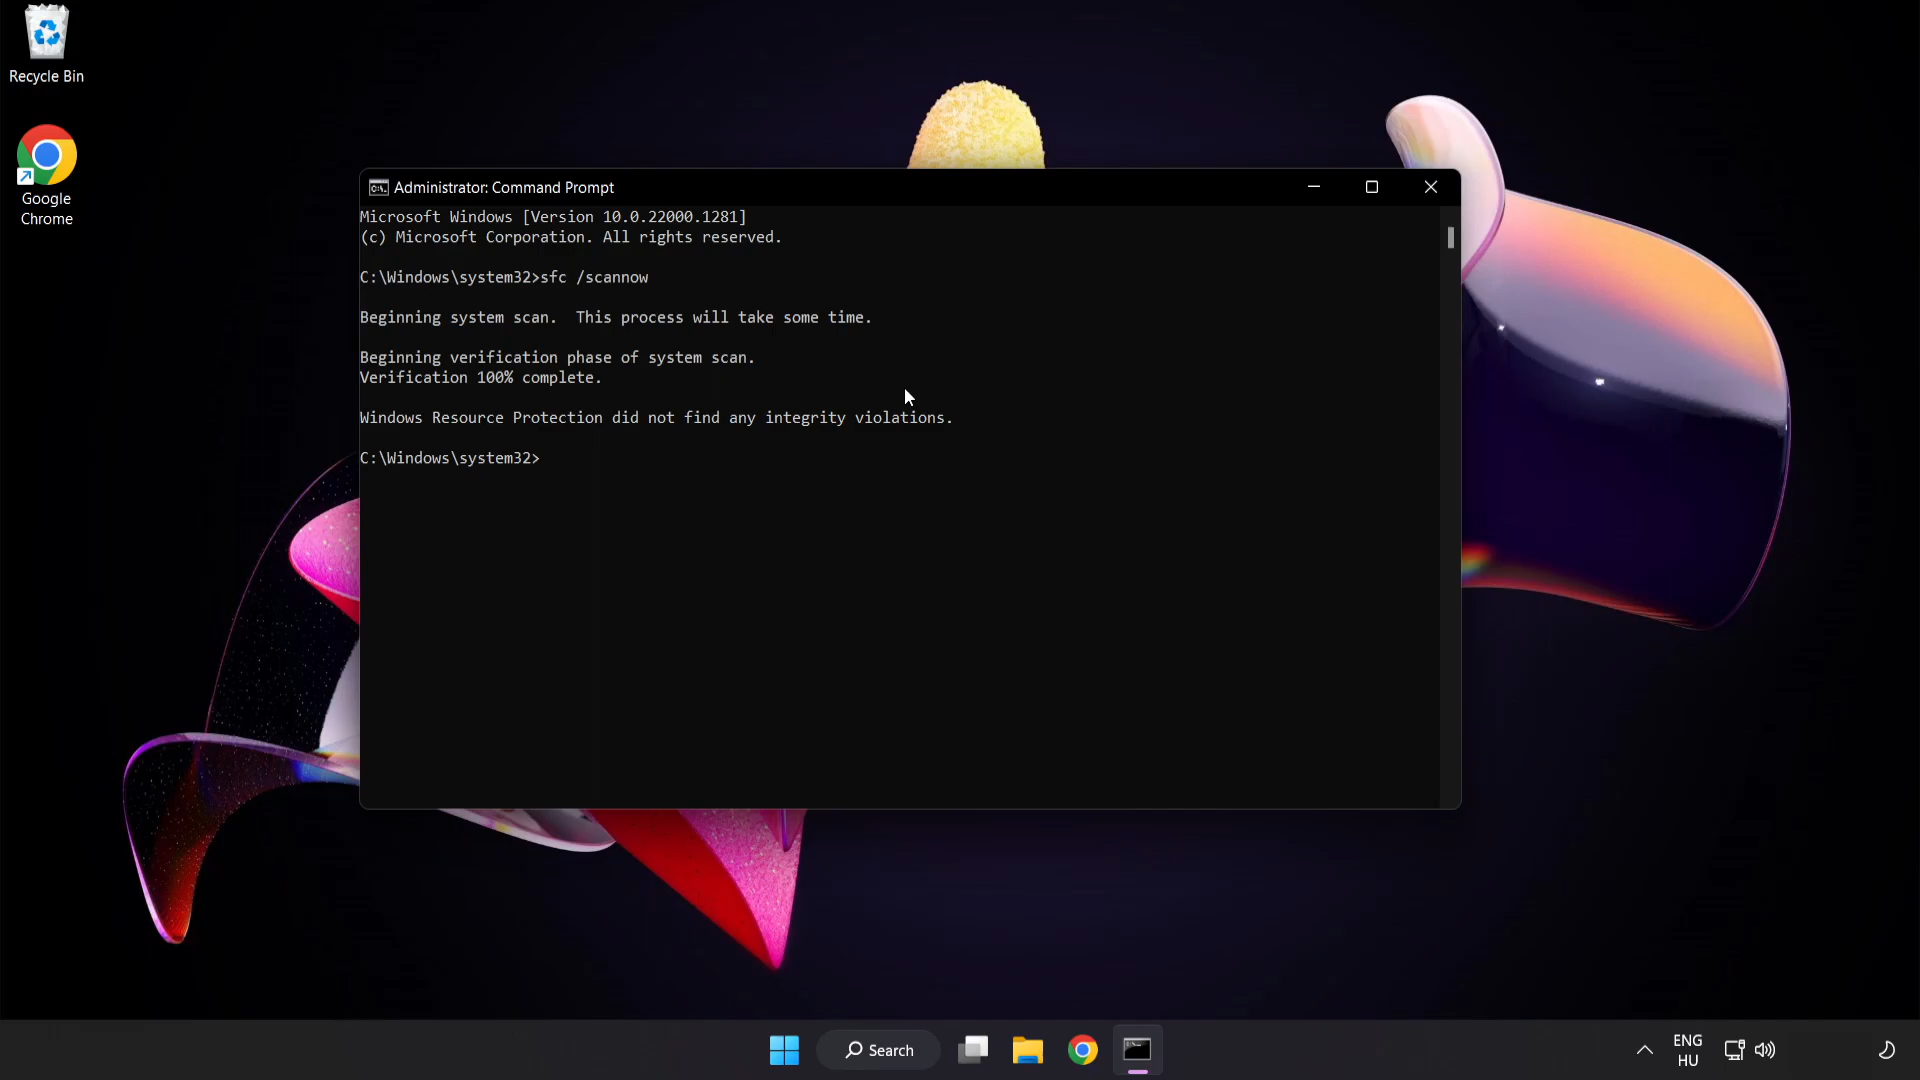 Recycle Bin
Google
Chrome
Administrator: Command Prompt
Microsoft Windows [Version 10.0.22000.1281]
(c) Microsoft Corporation. All rights reserved.
C:\Windows\system32>sfc /scannow
Beginning system scan.  This process will take some time.
Beginning verification phase of system scan.
Verification 100% complete.
Windows Resource Protection did not find any integrity violations.
C:\Windows\system32>
Search
ENG
HU